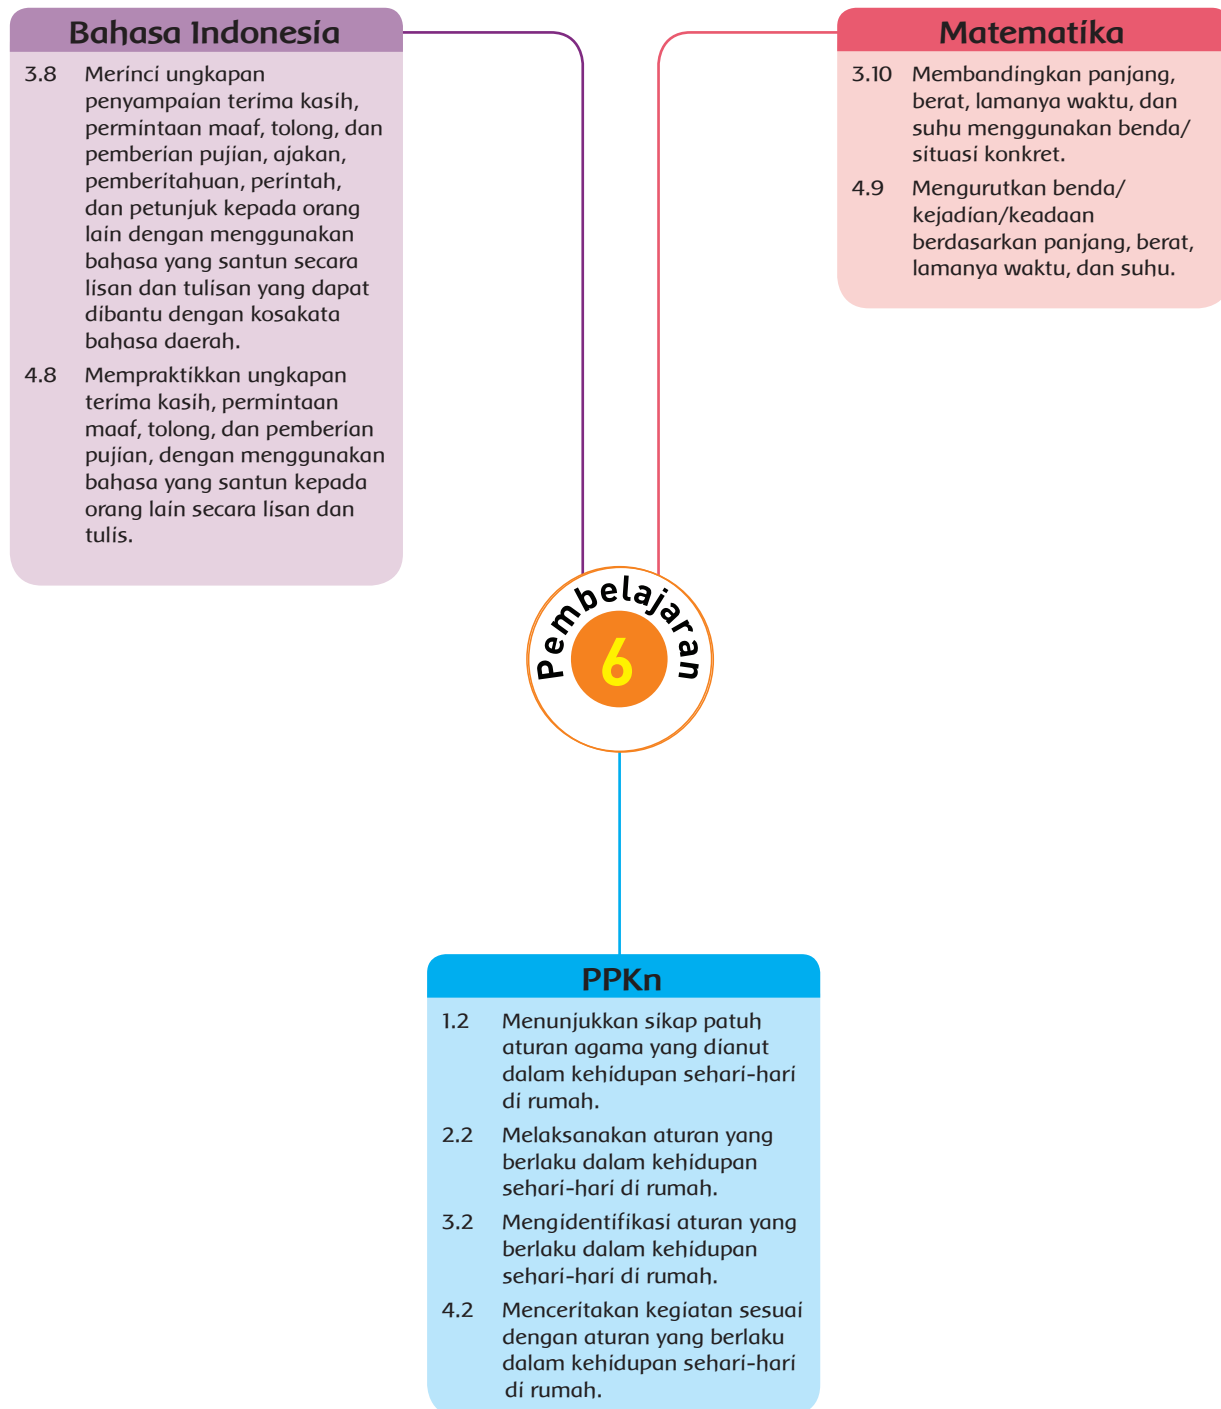 Bahasa Indonesia
3.8 Merinci ungkapan
penyampaian terima kasih,
permintaan maaf, tolong, dan
pemberian pujian, ajakan,
pemberitahuan, perintah,
dan petunjuk kepada orang
lain dengan menggunakan
bahasa yang santun secara
lisan dan tulisan yang dapat
dibantu dengan kosakata
bahasa daerah.
4.8 Mempraktikkan ungkapan
terima kasih, permintaan
maaf, tolong, dan pemberian
pujian, dengan menggunakan
bahasa yang santun kepada
orang lain secara lisan dan
tulis.
Matematika
3.10 Membandingkan panjang,
berat, lamanya waktu, dan
suhu menggunakan benda/
situasi konkret.
4.9 Mengurutkan benda/
kejadian/keadaan
berdasarkan panjang, berat,
lamanya waktu, dan suhu.
Pembelajaran
6
PPKn
1.2 Menunjukkan sikap patuh
aturan agama yang dianut
dalam kehidupan sehari-hari
di rumah.
2.2 Melaksanakan aturan yang
berlaku dalam kehidupan
sehari-hari di rumah.
3.2 Mengidentifikasi aturan yang
berlaku dalam kehidupan
sehari-hari di rumah.
4.2 Menceritakan kegiatan sesuai
dengan aturan yang berlaku
dalam kehidupan sehari-hari
di rumah.